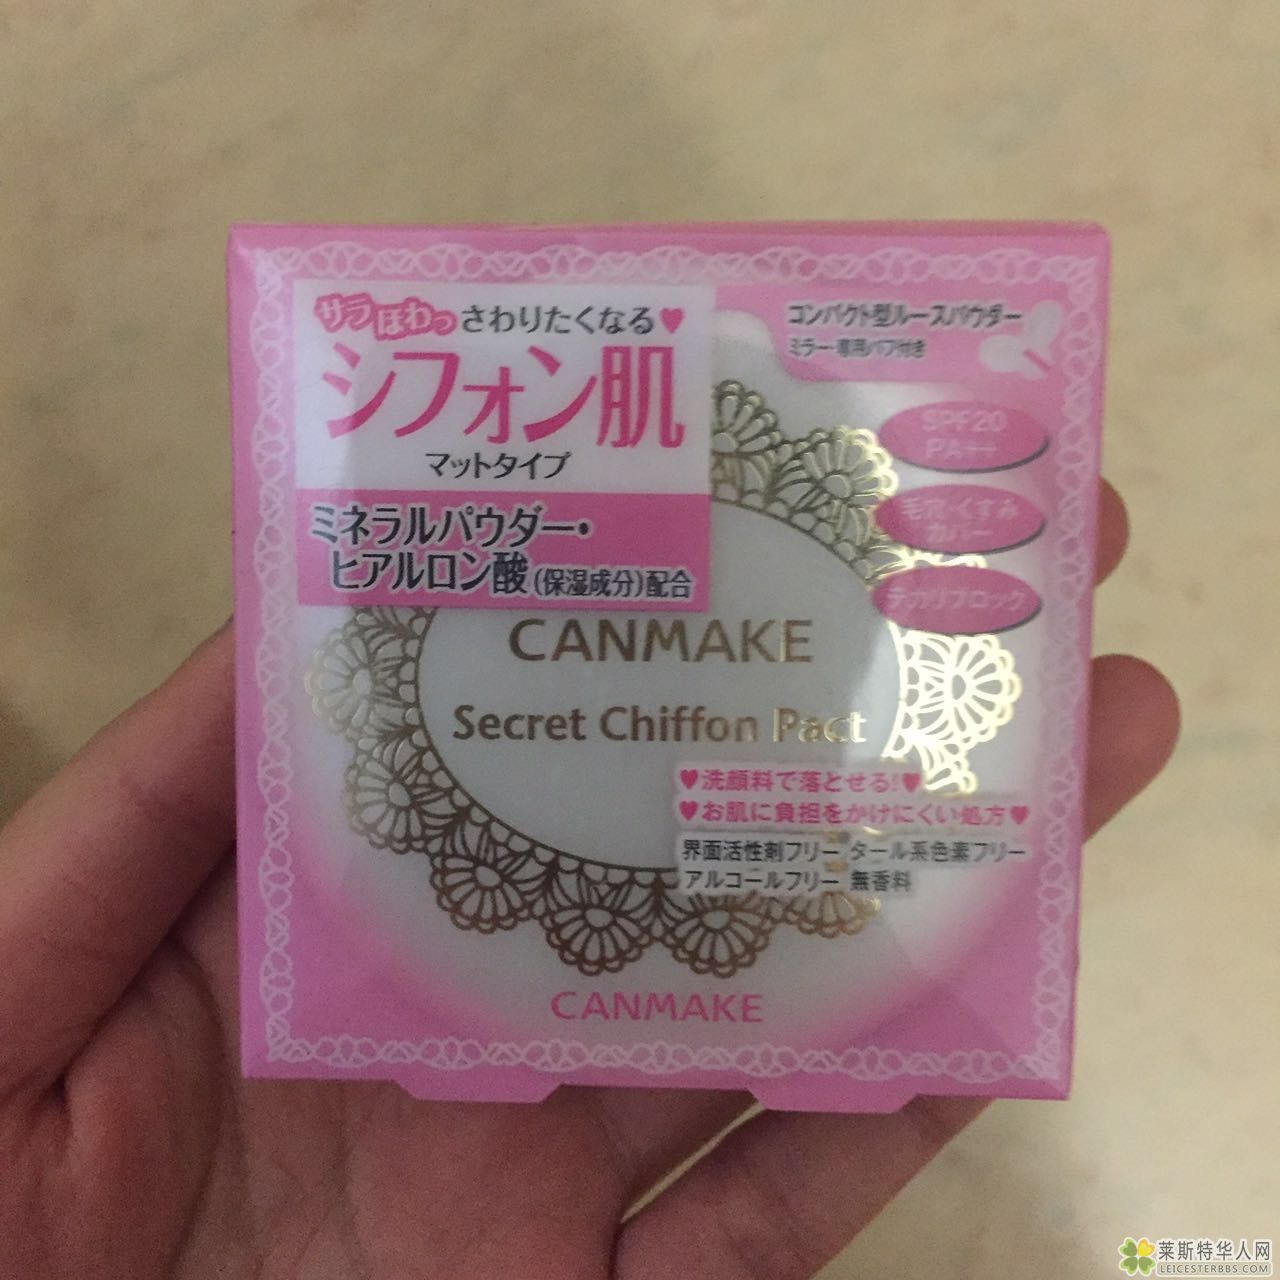 サラほわっさわりたくなる♥
シフォン肌
マットタイプ
ミネラルパウダー・
ヒアルロン酸(保湿成分)配合
コンパクト型ルースパウダー
ミラー・専用パフ付き
SPF20
PA++
毛穴・くすみ
カバー
テカリブロック
CANMAKE
Secret Chiffon Pact
♥洗顔料で落とせる!♥
♥お肌に負担をかけにくい処方♥
界面活性剤フリー タール系色素フリー
アルコールフリー 無香料
CANMAKE
莱斯特华人网
LEICESTERBBS.COM